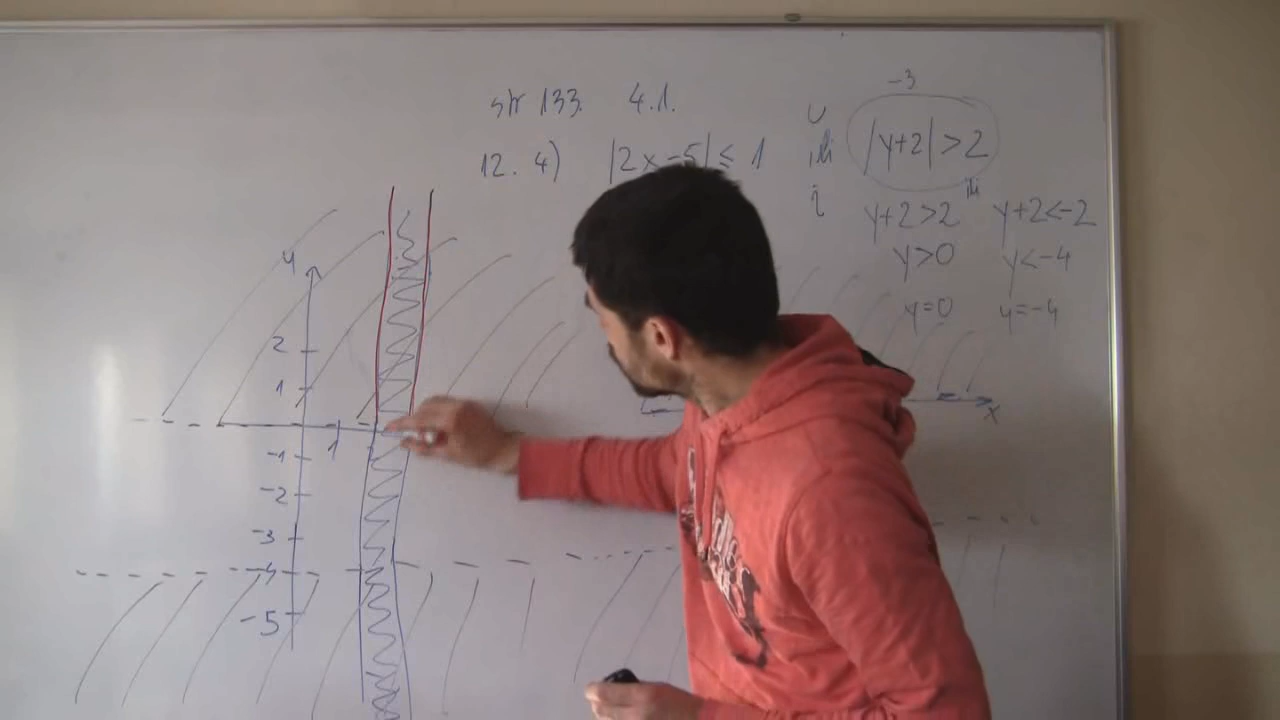 -3
str 133. 4.1.
12. 4) |2x-5| ≤ 1
U
ili
i
|y+2| > 2
ili
y+2>2 y+2<-2
y>0 y<-4
y=0 y=-4
y
2
1
1
-1
-2
-3
-4
-5
x